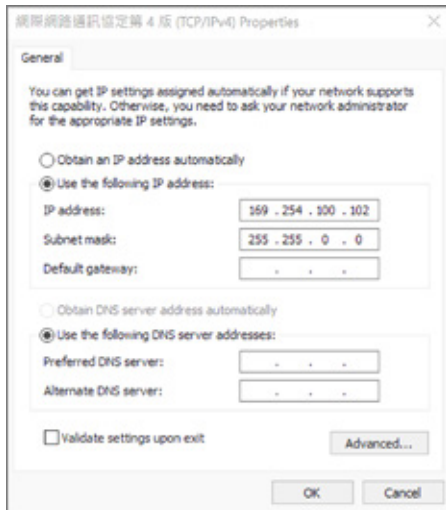 網際網路通訊協定第 4 版 (TCP/IPv4) Properties
General
You can get IP settings assigned automatically if your network supports
this capability. Otherwise, you need to ask your network administrator
for the appropriate IP settings.
Obtain an IP address automatically
Use the following IP address:
IP address: 169 . 254 . 100 . 102
Subnet mask: 255 . 255 . 0 . 0
Default gateway: . . .
Obtain DNS server address automatically
Use the following DNS server addresses:
Preferred DNS server: . . .
Alternate DNS server: . . .
Validate settings upon exit
Advanced...
OK Cancel